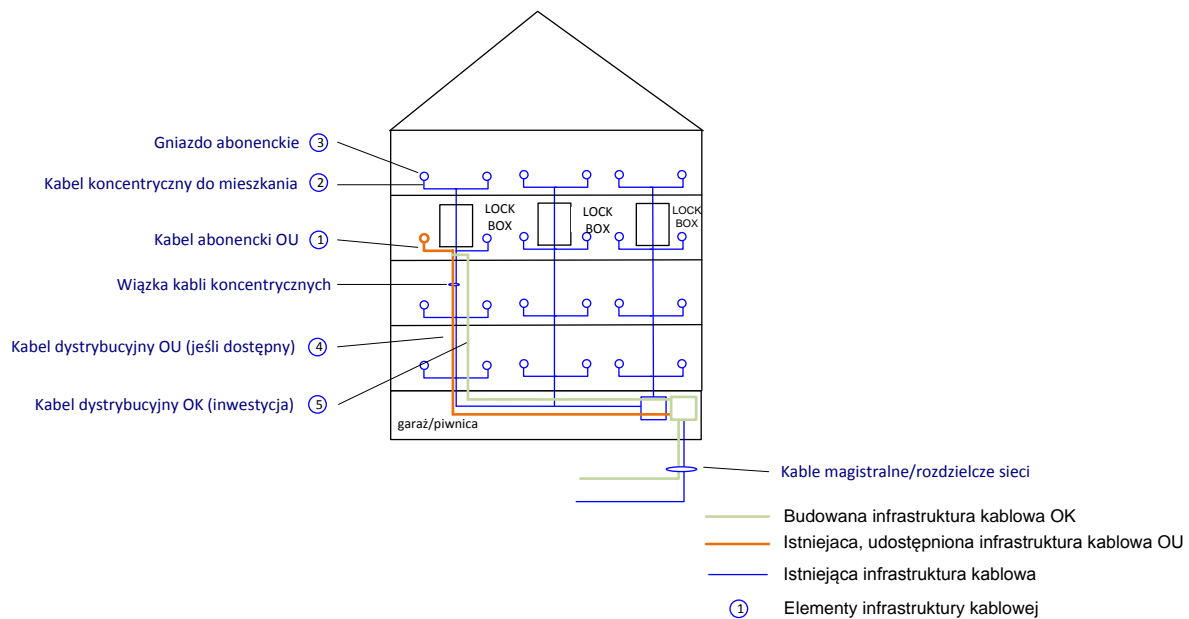 Gniazdo abonenckie 3
Kabel koncentryczny do mieszkania 2
Kabel abonencki OU 1
Wiązka kabli koncentrycznych
Kabel dystrybucyjny OU (jeśli dostępny) 4
Kabel dystrybucyjny OK (inwestycja) 5
LOCK
BOX
LOCK
BOX
LOCK
BOX
garaż/piwnica
Kable magistralne/rozdzielcze sieci
Budowana infrastruktura kablowa OK
Istniejaca, udostępniona infrastruktura kablowa OU
Istniejąca infrastruktura kablowa
1 Elementy infrastruktury kablowej